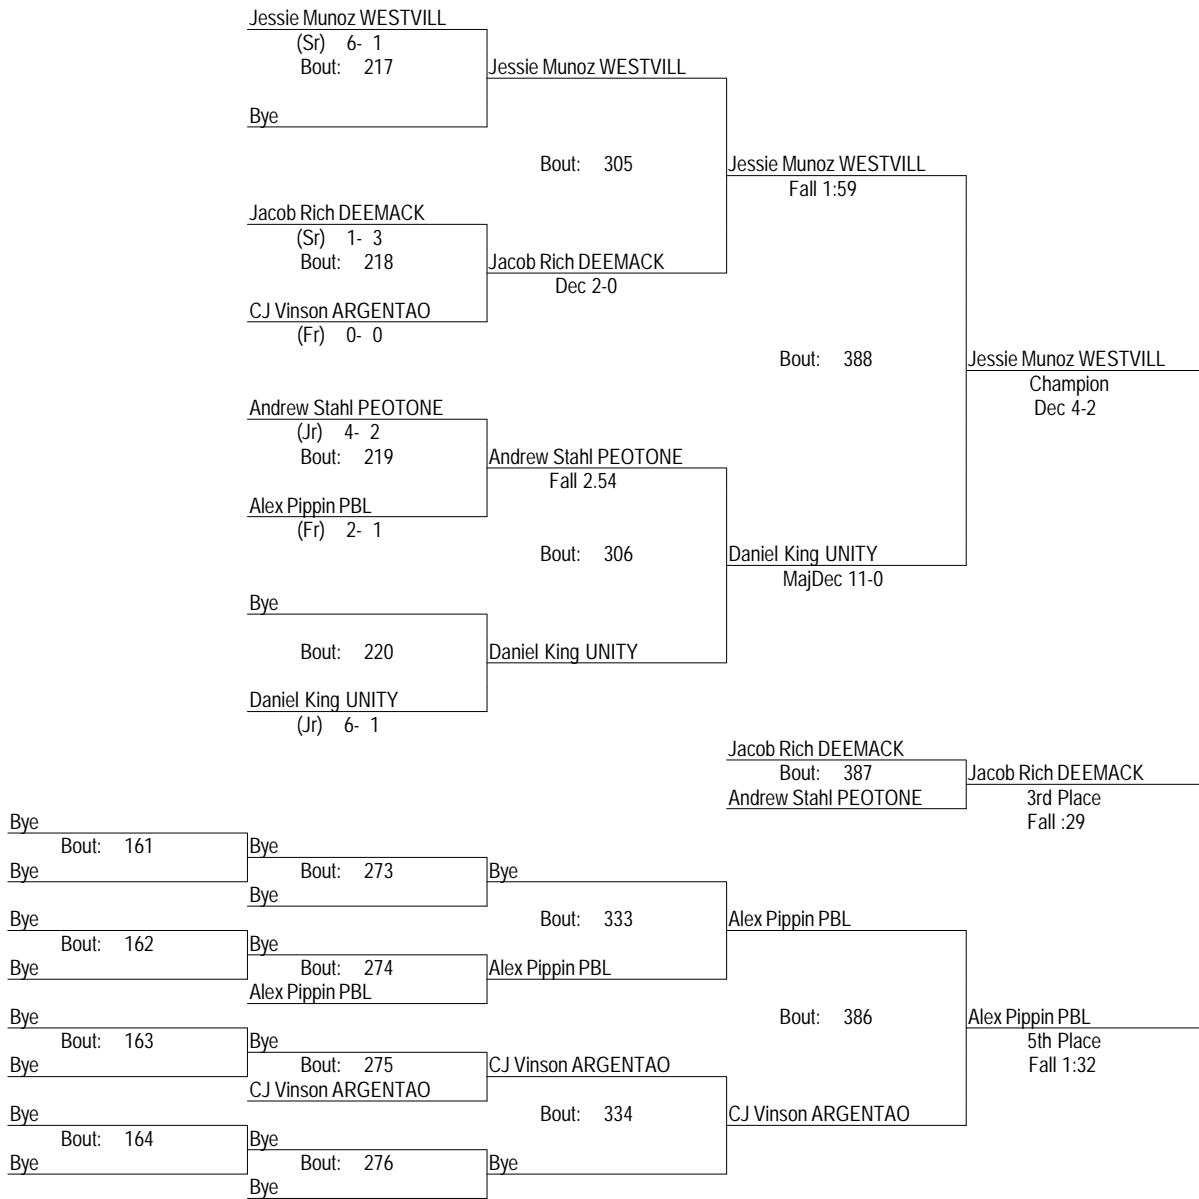 Jessie Munoz WESTVILL
(Sr) 6- 1
Bout: 217
Jessie Munoz WESTVILL
Bye
Bout: 305
Jessie Munoz WESTVILL
Fall 1:59
Jacob Rich DEEMACK
(Sr) 1- 3
Bout: 218
Jacob Rich DEEMACK
Dec 2-0
CJ Vinson ARGENTAO
(Fr) 0- 0
Bout: 388
Jessie Munoz WESTVILL
Champion
Dec 4-2
Andrew Stahl PEOTONE
(Jr) 4- 2
Bout: 219
Andrew Stahl PEOTONE
Fall 2.54
Alex Pippin PBL
(Fr) 2- 1
Bout: 306
Daniel King UNITY
MajDec 11-0
Bye
Bout: 220
Daniel King UNITY
Daniel King UNITY
(Jr) 6- 1
Jacob Rich DEEMACK
Bout: 387
Jacob Rich DEEMACK
Andrew Stahl PEOTONE
3rd Place
Fall :29
Bye
Bout: 161
Bye
Bye
Bout: 273
Bye
Bye
Bye
Bout: 333
Alex Pippin PBL
Bout: 162
Bye
Bye
Bout: 274
Alex Pippin PBL
Alex Pippin PBL
Bye
Bout: 386
Alex Pippin PBL
5th Place
Fall 1:32
Bout: 163
Bye
Bye
Bout: 275
CJ Vinson ARGENTAO
CJ Vinson ARGENTAO
Bye
Bout: 334
CJ Vinson ARGENTAO
Bout: 164
Bye
Bye
Bout: 276
Bye
Bye